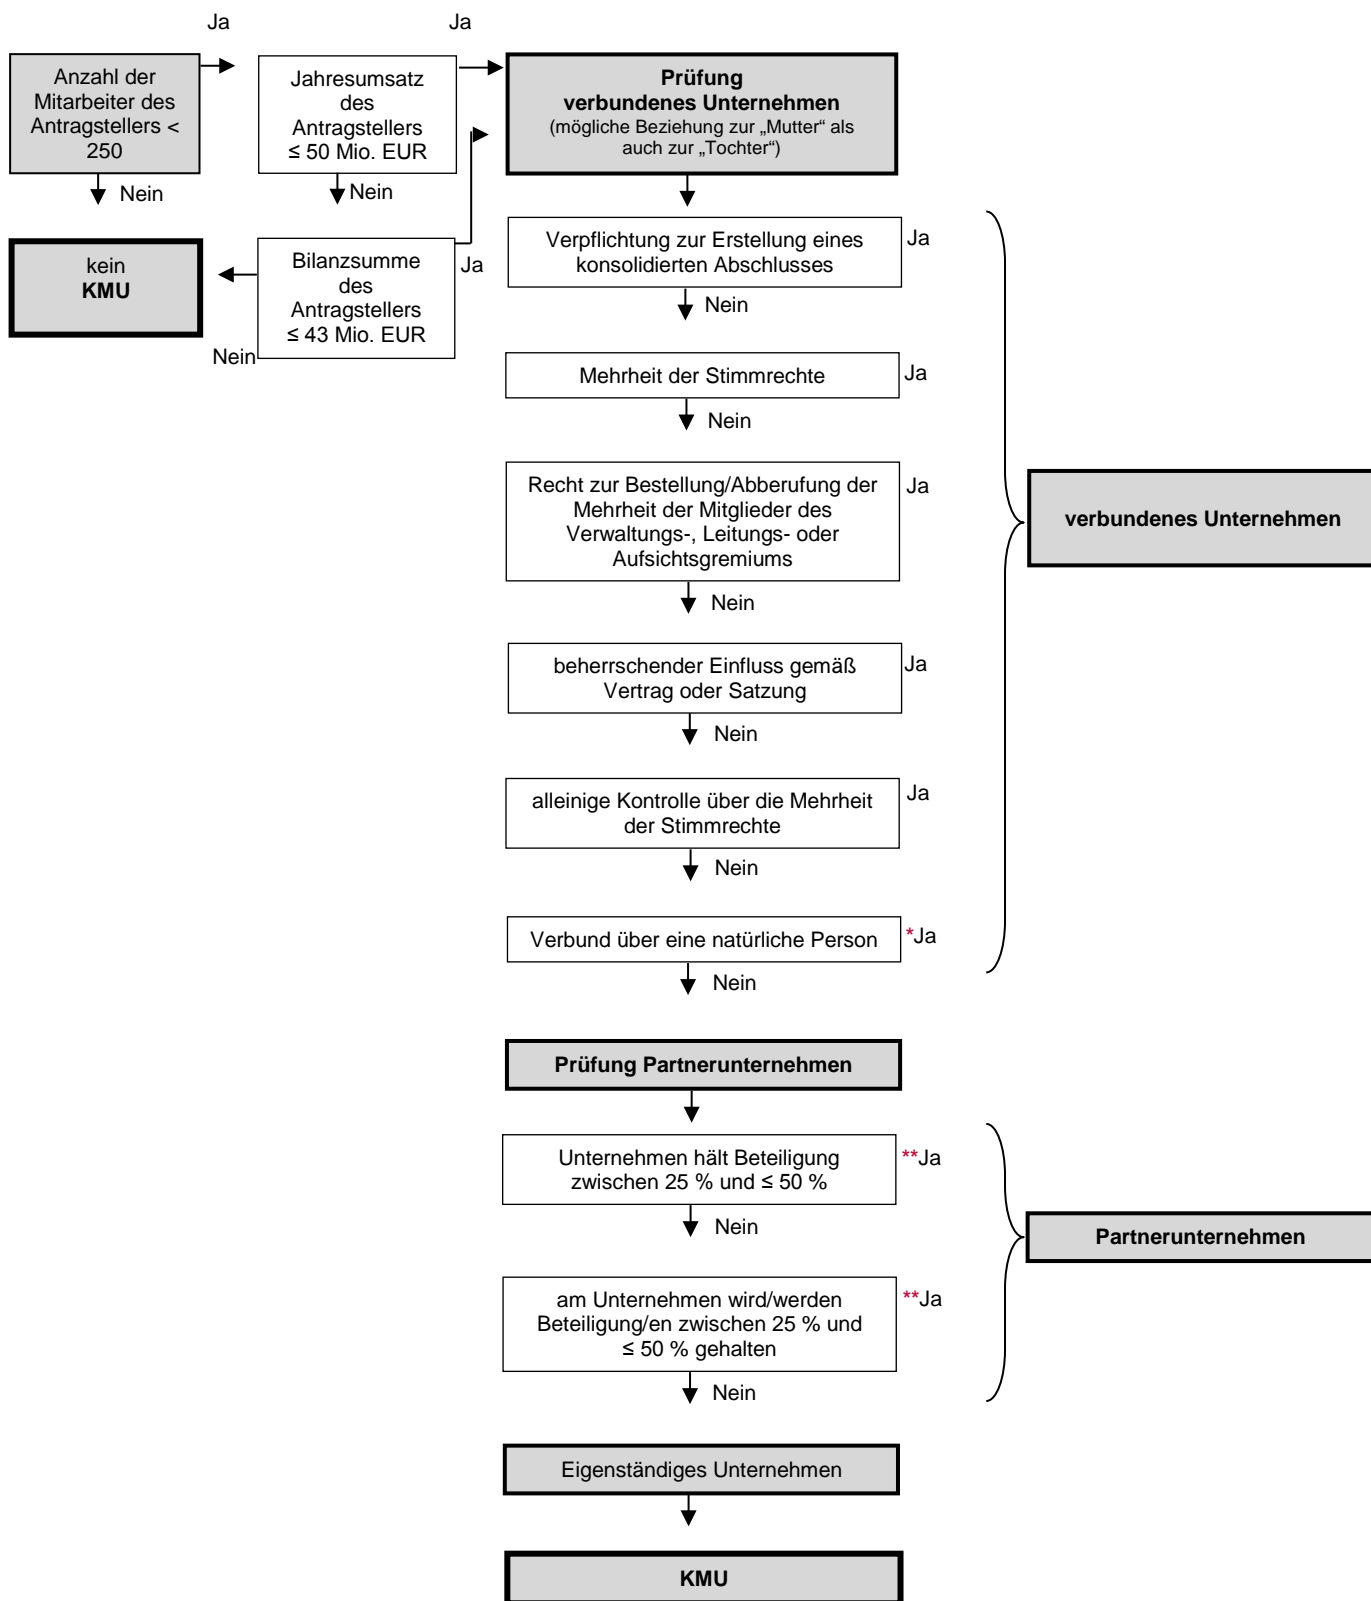 Ja
Ja
Anzahl der
Mitarbeiter des
Antragstellers <
250
Jahresumsatz
des
Antragstellers
≤ 50 Mio. EUR
Prüfung
verbundenes Unternehmen
(mögliche Beziehung zur „Mutter“ als
auch zur „Tochter“)
Nein
Nein
kein
KMU
Bilanzsumme
des
Antragstellers
≤ 43 Mio. EUR
Ja
Nein
Verpflichtung zur Erstellung eines
konsolidierten Abschlusses
Ja
Nein
Mehrheit der Stimmrechte
Ja
Nein
Recht zur Bestellung/Abberufung der
Mehrheit der Mitglieder des
Verwaltungs-, Leitungs- oder
Aufsichtsgremiums
Ja
verbundenes Unternehmen
Nein
beherrschender Einfluss gemäß
Vertrag oder Satzung
Ja
Nein
alleinige Kontrolle über die Mehrheit
der Stimmrechte
Ja
Nein
Verbund über eine natürliche Person
*Ja
Nein
Prüfung Partnerunternehmen
Unternehmen hält Beteiligung
zwischen 25 % und ≤ 50 %
**Ja
Nein
Partnerunternehmen
am Unternehmen wird/werden
Beteiligung/en zwischen 25 % und
≤ 50 % gehalten
**Ja
Nein
Eigenständiges Unternehmen
KMU